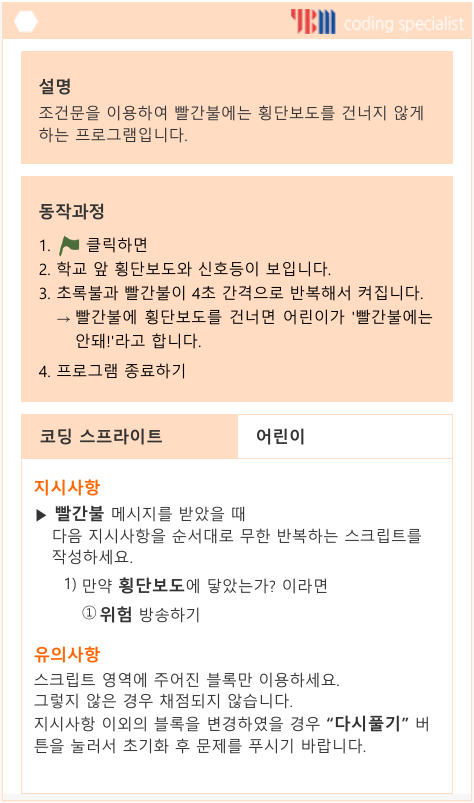 YBM coding specialist
설명
조건문을 이용하여 빨간불에는 횡단보도를 건너지 않게
하는 프로그램입니다.
동작과정
1. 클릭하면
2. 학교 앞 횡단보도와 신호등이 보입니다.
3. 초록불과 빨간불이 4초 간격으로 반복해서 켜집니다.
→ 빨간불에 횡단보도를 건너면 어린이가 '빨간불에는
안돼!'라고 합니다.
4. 프로그램 종료하기
코딩 스프라이트 어린이
지시사항
▶ 빨간불 메시지를 받았을 때
다음 지시사항을 순서대로 무한 반복하는 스크립트를
작성하세요.
1) 만약 횡단보도에 닿았는가? 이라면
① 위험 방송하기
유의사항
스크립트 영역에 주어진 블록만 이용하세요.
그렇지 않은 경우 채점되지 않습니다.
지시사항 이외의 블록을 변경하였을 경우 “다시풀기” 버
튼을 눌러서 초기화 후 문제를 푸시기 바랍니다.